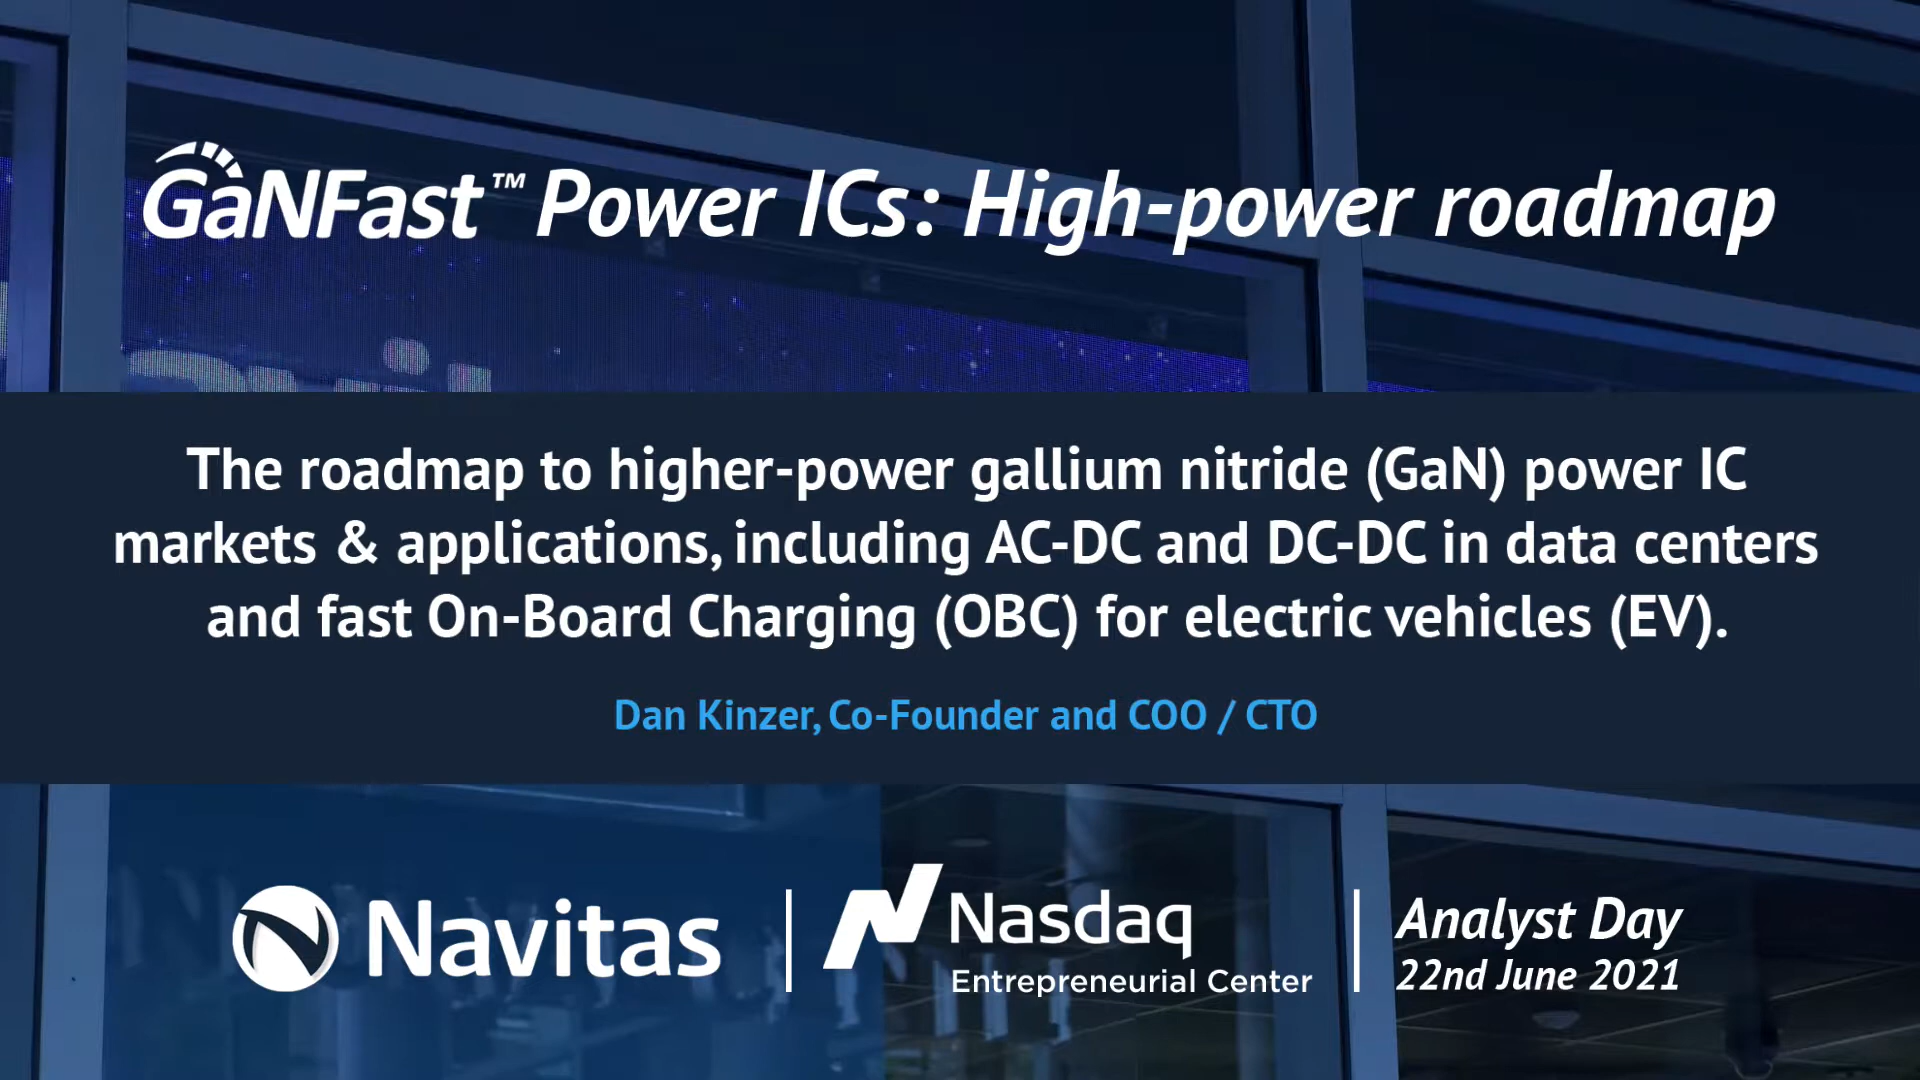 GaNFast™ Power ICs: High-power roadmap
The roadmap to higher-power gallium nitride (GaN) power IC
markets & applications, including AC-DC and DC-DC in data centers
and fast On-Board Charging (OBC) for electric vehicles (EV).
Dan Kinzer, Co-Founder and COO / CTO
Navitas
Nasdaq
Entrepreneurial Center
Analyst Day
22nd June 2021